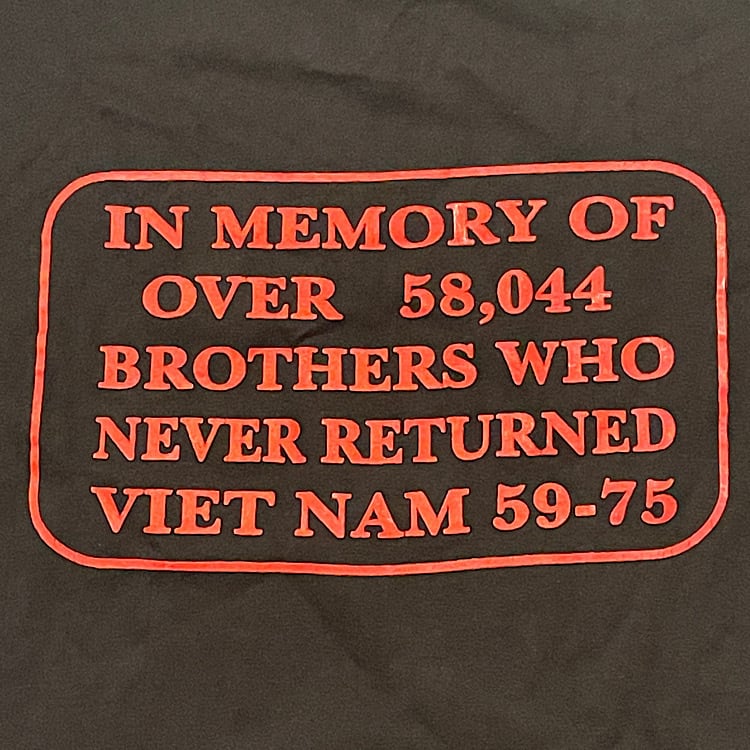 IN MEMORY OF
OVER 58,044
BROTHERS WHO
NEVER RETURNED
VIET NAM 59-75